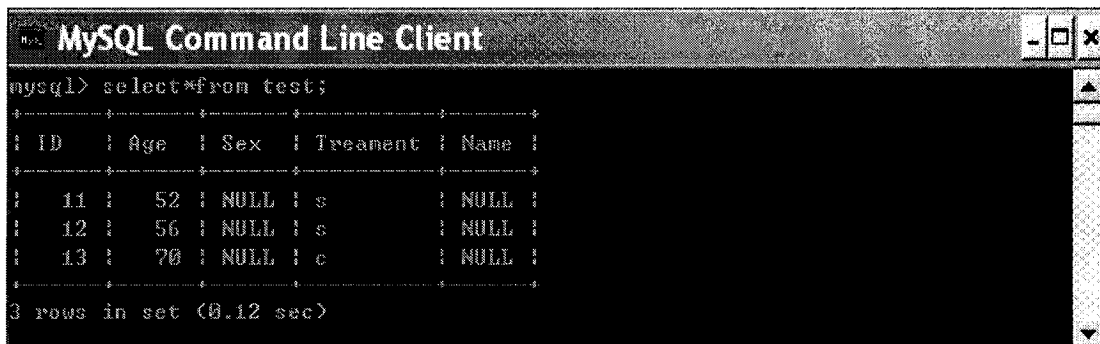 MySQL Command Line Client
mysql> select*from test;
+------+------+------+-----------+------+
| ID | Age | Sex | Treament | Name |
+------+------+------+-----------+------+
| 11 | 52 | NULL | s | NULL |
| 12 | 56 | NULL | s | NULL |
| 13 | 70 | NULL | c | NULL |
+------+------+------+-----------+------+
3 rows in set (0.12 sec)